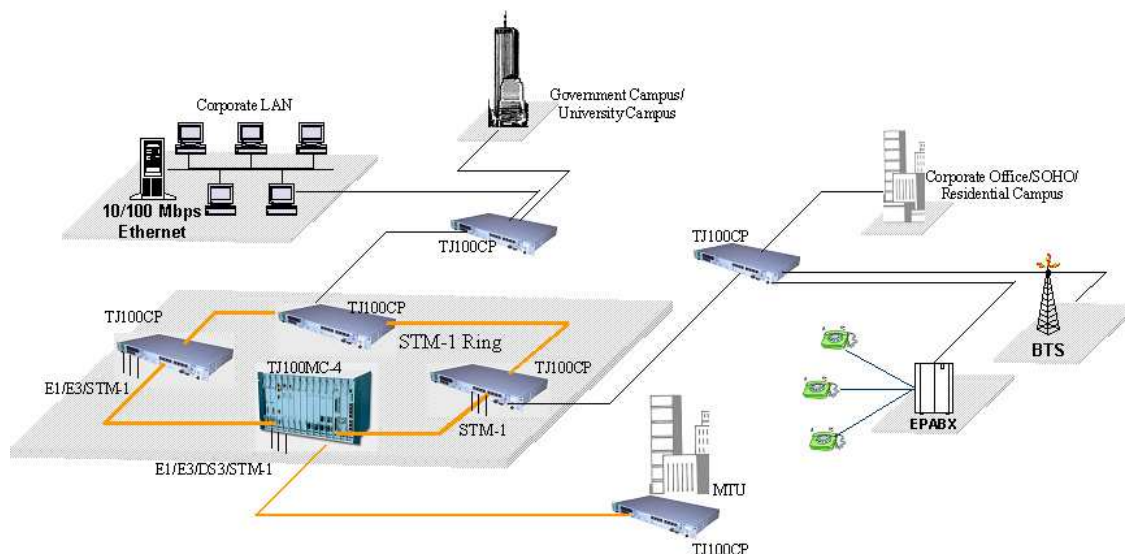 Government Campus/
University Campus
Corporate LAN
10/100 Mbps
Ethernet
Corporate Office/SOHO/
Residential Campus
TJ100CP
TJ100CP
TJ100CP
TJ100CP
STM-1 Ring
TJ100MC-4
TJ100CP
E1/E3/STM-1
STM-1
BTS
EPABX
E1/E3/DS3/STM-1
MTU
TJ100CP